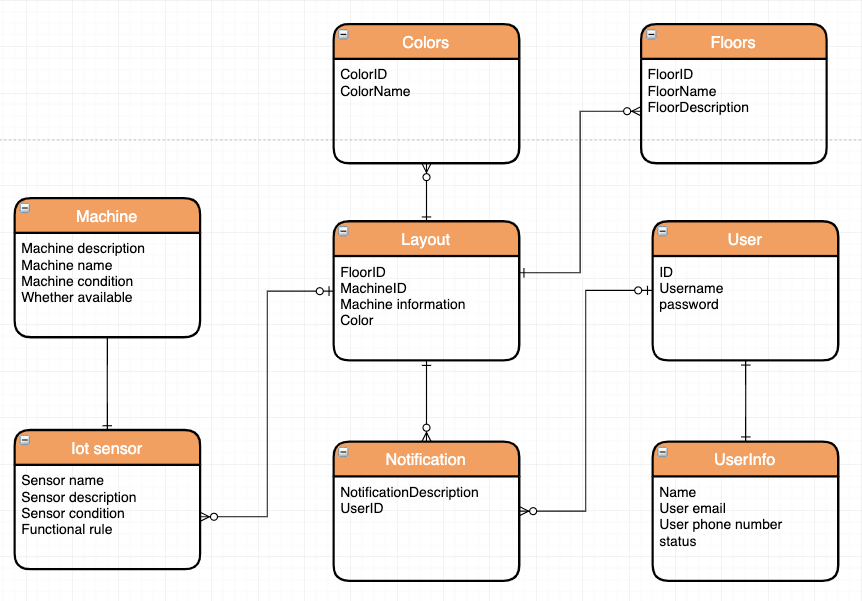 Colors
ColorID
ColorName
Floors
FloorID
FloorName
FloorDescription
Machine
Machine description
Machine name
Machine condition
Whether available
Layout
FloorID
MachineID
Machine information
Color
User
ID
Username
password
Iot sensor
Sensor name
Sensor description
Sensor condition
Functional rule
Notification
NotificationDescription
UserID
UserInfo
Name
User email
User phone number
status